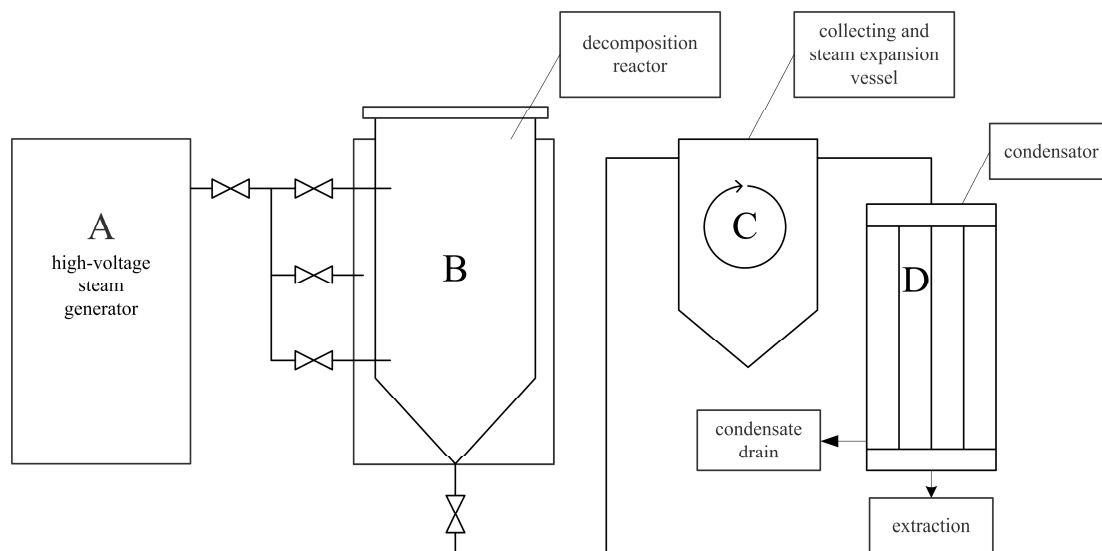 decomposition
reactor
collecting and
steam expansion
vessel
condensator
A
high-voltage
steam
generator
B
C
D
condensate
drain
extraction